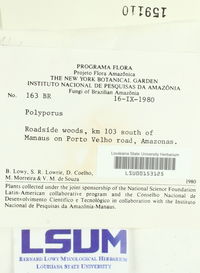 159110
PROGRAMA FLORA
Projeto Flora Amazônica
THE NEW YORK BOTANICAL GARDEN
INSTITUTO NACIONAL DE PESQUISAS DA AMAZÔNIA
Fungi of Brazilian Amazônia
No. 163 BR 16-IX-1980
Polyporus
Roadside woods, km 103 south of
Manaus on Porto Velho road, Amazonas.
Louisiana State University Herbarium
LSU00153125
B. Lowy, S. R. Lowrie, D. Coelho,
M. Morreira & V. M. de Souza 1980
Plants collected under the joint sponsorship of the National Science Foundation
Latin-American collaborative program and the Conselho Nacional de
Desenvolvimento Científico e Tecnológico in collaboration with the Instituto
Nacional de Pesquisas da Amazônia-Manaus.
LSUM
BERNARD LOWY MYCOLOGICAL HERBARIUM
LOUISIANA STATE UNIVERSITY